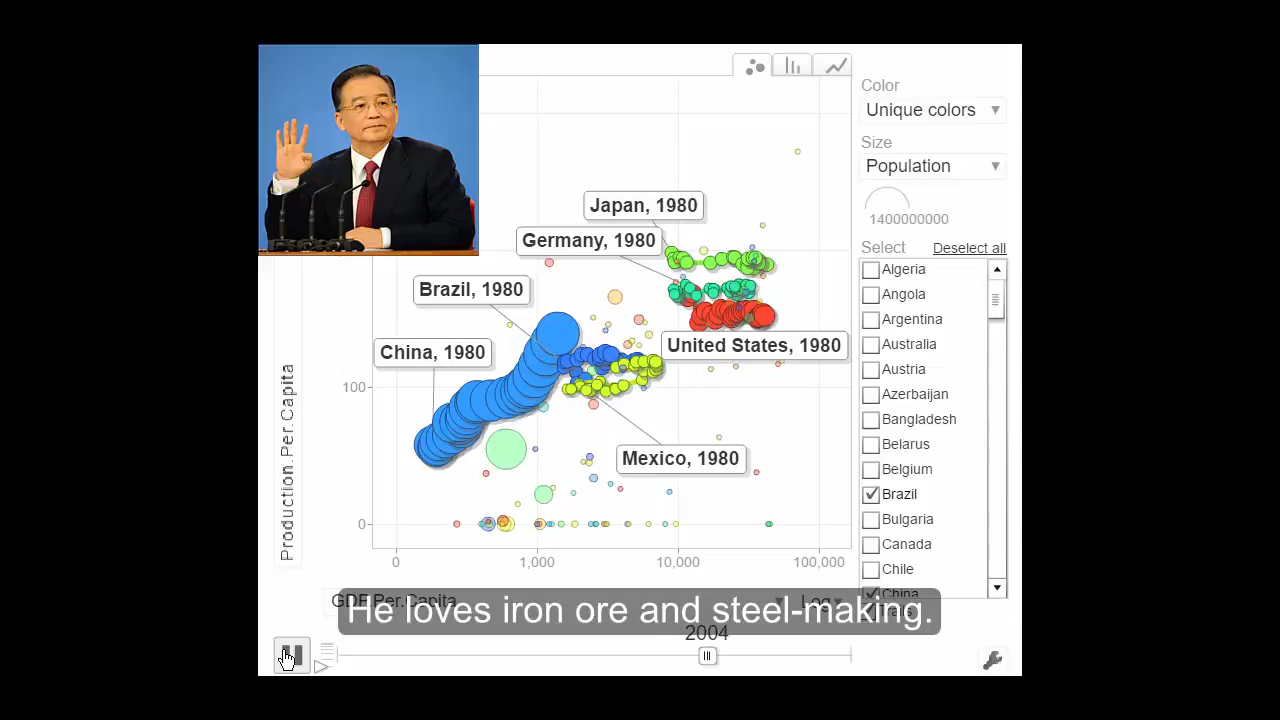 Color
Unique colors
Size
Population
1400000000
Select
Deselect all
Algeria
Angola
Argentina
Australia
Austria
Azerbaijan
Bangladesh
Belarus
Belgium
Brazil
Bulgaria
Canada
Chile
China
Japan, 1980
Germany, 1980
Brazil, 1980
China, 1980
United States, 1980
Mexico, 1980
Production.Per.Capita
100
0
0
1,000
10,000
100,000
GDP.Per.Capita
Log
He loves iron ore and steel-making.
2004